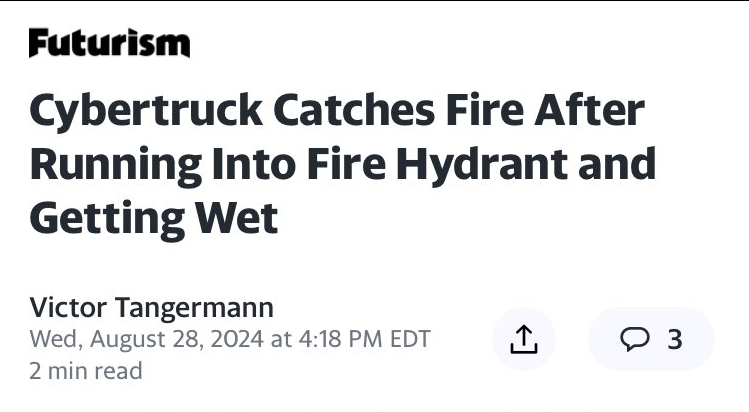 Futurism
Cybertruck Catches Fire After
Running Into Fire Hydrant and
Getting Wet
Victor Tangermann
Wed, August 28, 2024 at 4:18 PM EDT
2 min read
3